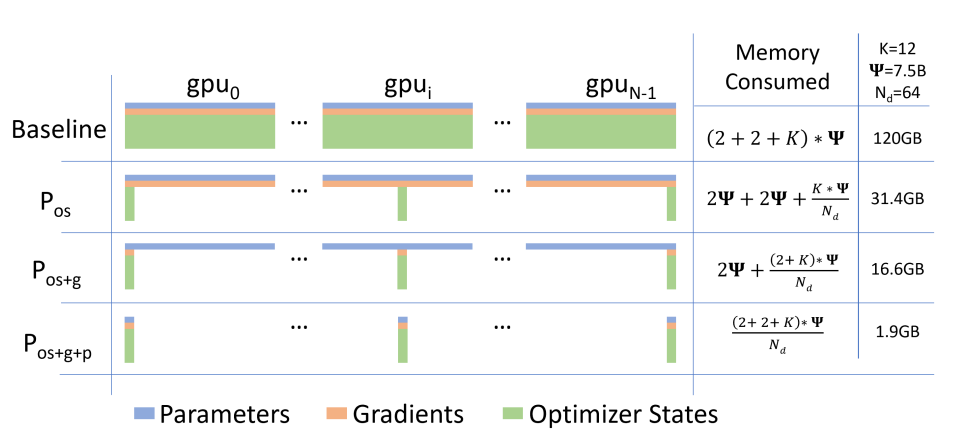 gpu0 ... gpui ... gpuN-1
Memory Consumed
K=12
Ψ=7.5B
Nd=64
Baseline
(2 + 2 + K) ∗ Ψ
120GB
Pos
2Ψ + 2Ψ + K ∗ Ψ / Nd
31.4GB
Pos+g
2Ψ + (2+ K)∗ Ψ / Nd
16.6GB
Pos+g+p
(2+ 2+ K)∗ Ψ / Nd
1.9GB
Parameters Gradients Optimizer States